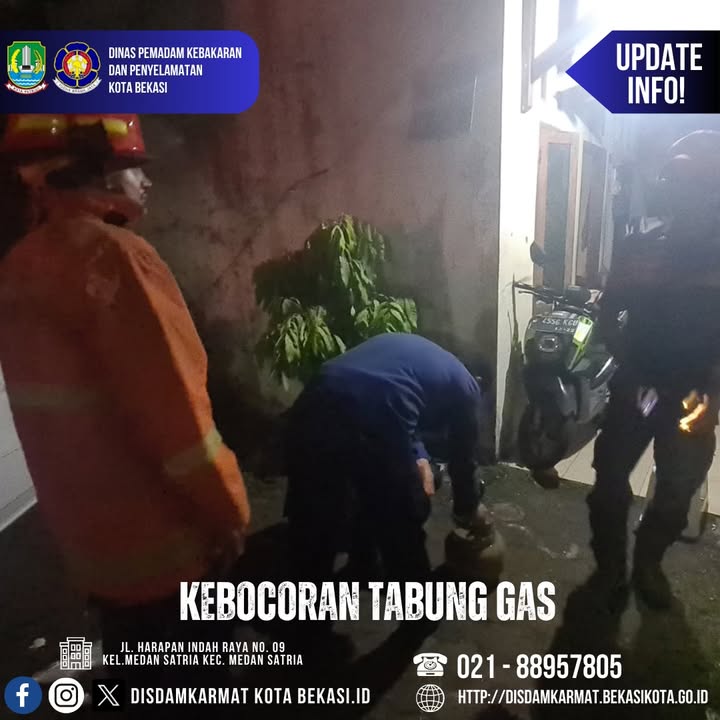 DINAS PEMADAM KEBAKARAN
DAN PENYELAMATAN
KOTA BEKASI
UPDATE
INFO!
KEBOCORAN TABUNG GAS
JL. HARAPAN INDAH RAYA NO. 09
KEL.MEDAN SATRIA KEC. MEDAN SATRIA
021 - 88957805
DISDAMKARMAT KOTA BEKASI.ID
HTTP://DISDAMKARMAT.BEKASIKOTA.GO.ID